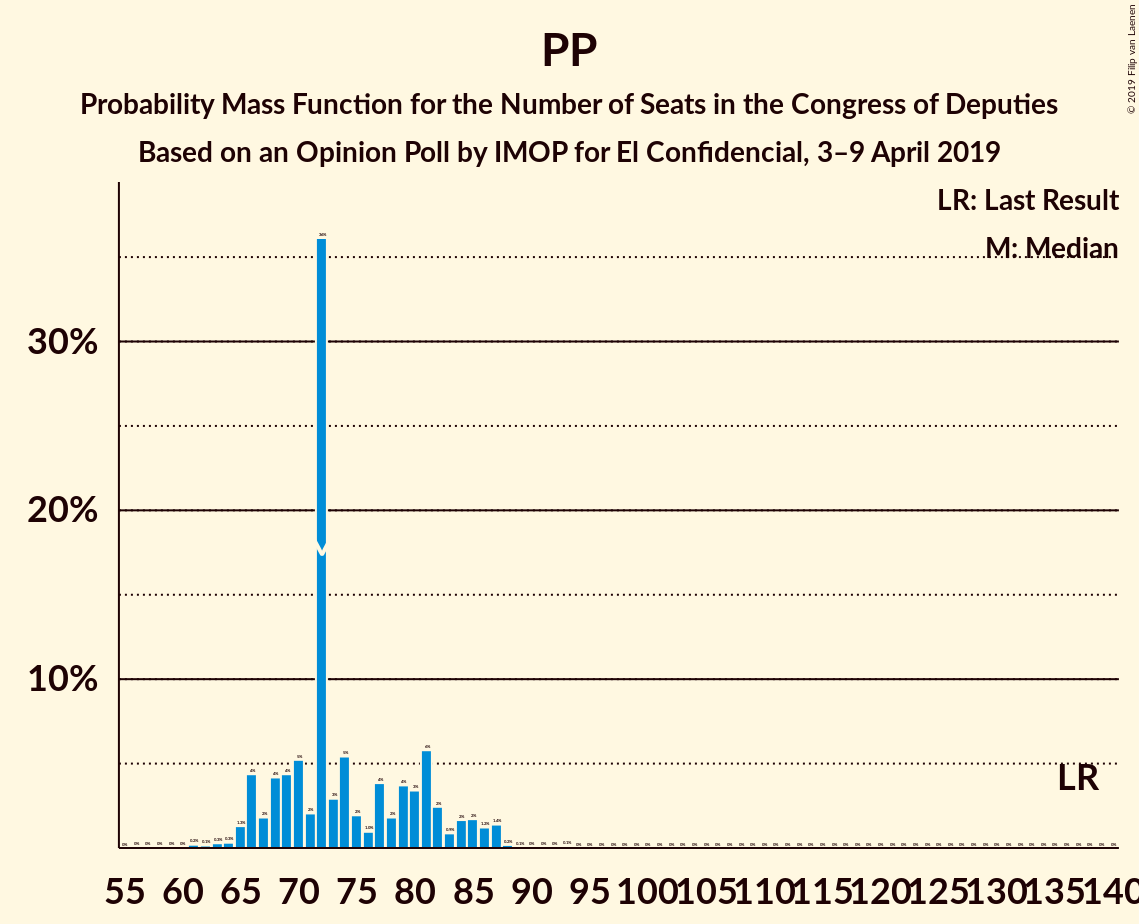 PP
Probability Mass Function for the Number of Seats in the Congress of Deputies
Based on an Opinion Poll by IMOP for El Confidencial, 3–9 April 2019
© 2019 Filip van Laenen
LR: Last Result
M: Median
30%
20%
10%
LR
55 60 65 70 75 80 85 90 95 100 105 110 115 120 125 130 135 140